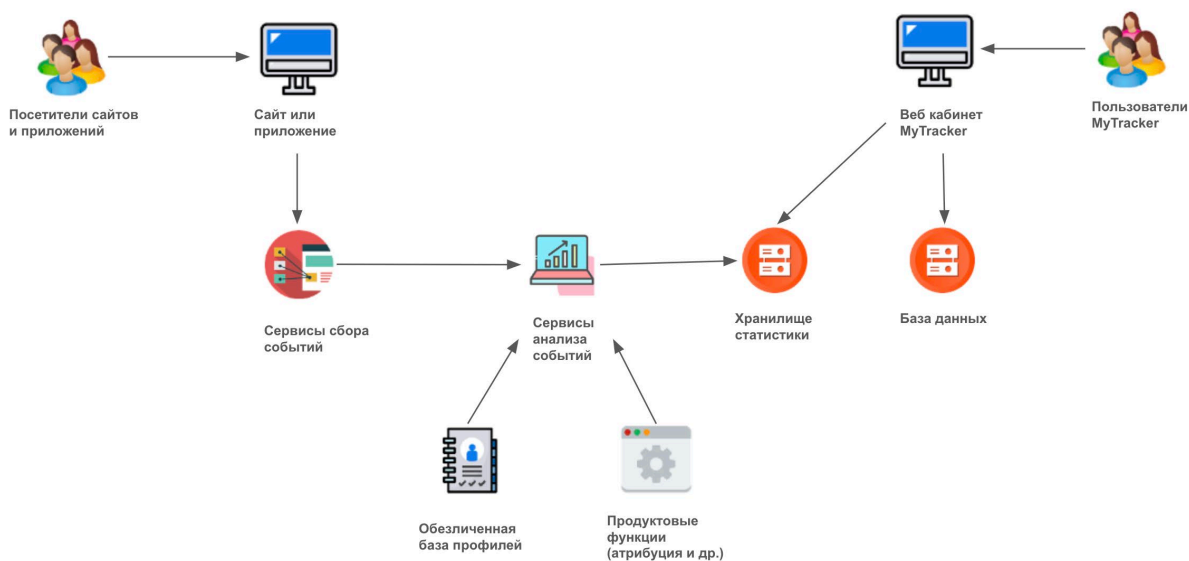 Посетители сайтов
и приложений
Сайт или
приложение
Веб кабинет
MyTracker
Пользователи
MyTracker
Сервисы сбора
событий
Сервисы
анализа
событий
Хранилище
статистики
База данных
Обезличенная
база профилей
Продуктовые
функции
(атрибуция и др.)